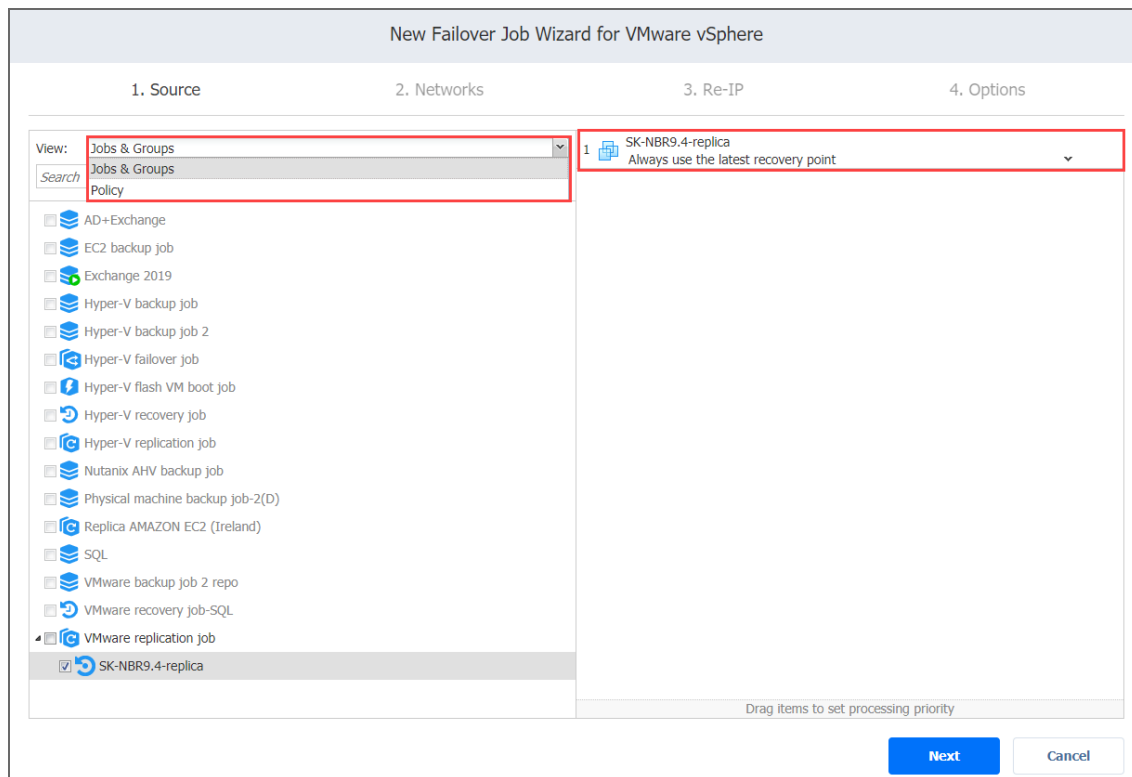 New Failover Job Wizard for VMware vSphere
1. Source
2. Networks
3. Re-IP
4. Options
View:
Jobs & Groups
Jobs & Groups
Search
Policy
AD+Exchange
EC2 backup job
Exchange 2019
Hyper-V backup job
Hyper-V backup job 2
Hyper-V failover job
Hyper-V flash VM boot job
Hyper-V recovery job
Hyper-V replication job
Nutanix AHV backup job
Physical machine backup job-2(D)
Replica AMAZON EC2 (Ireland)
SQL
VMware backup job 2 repo
VMware recovery job-SQL
VMware replication job
SK-NBR9.4-replica
1
SK-NBR9.4-replica
Always use the latest recovery point
Drag items to set processing priority
Next
Cancel